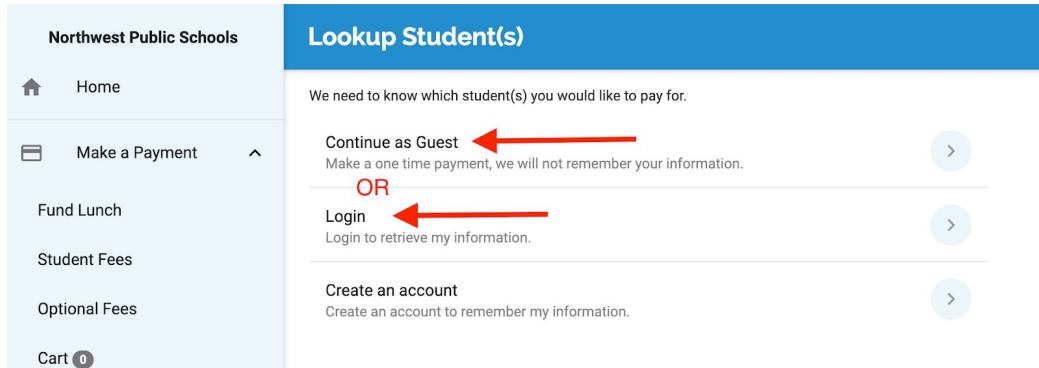 Northwest Public Schools
Home
Make a Payment
Fund Lunch
Student Fees
Optional Fees
Cart 0
Lookup Student(s)
We need to know which student(s) you would like to pay for.
Continue as Guest
Make a one time payment, we will not remember your information.
OR
Login
Login to retrieve my information.
Create an account
Create an account to remember my information.